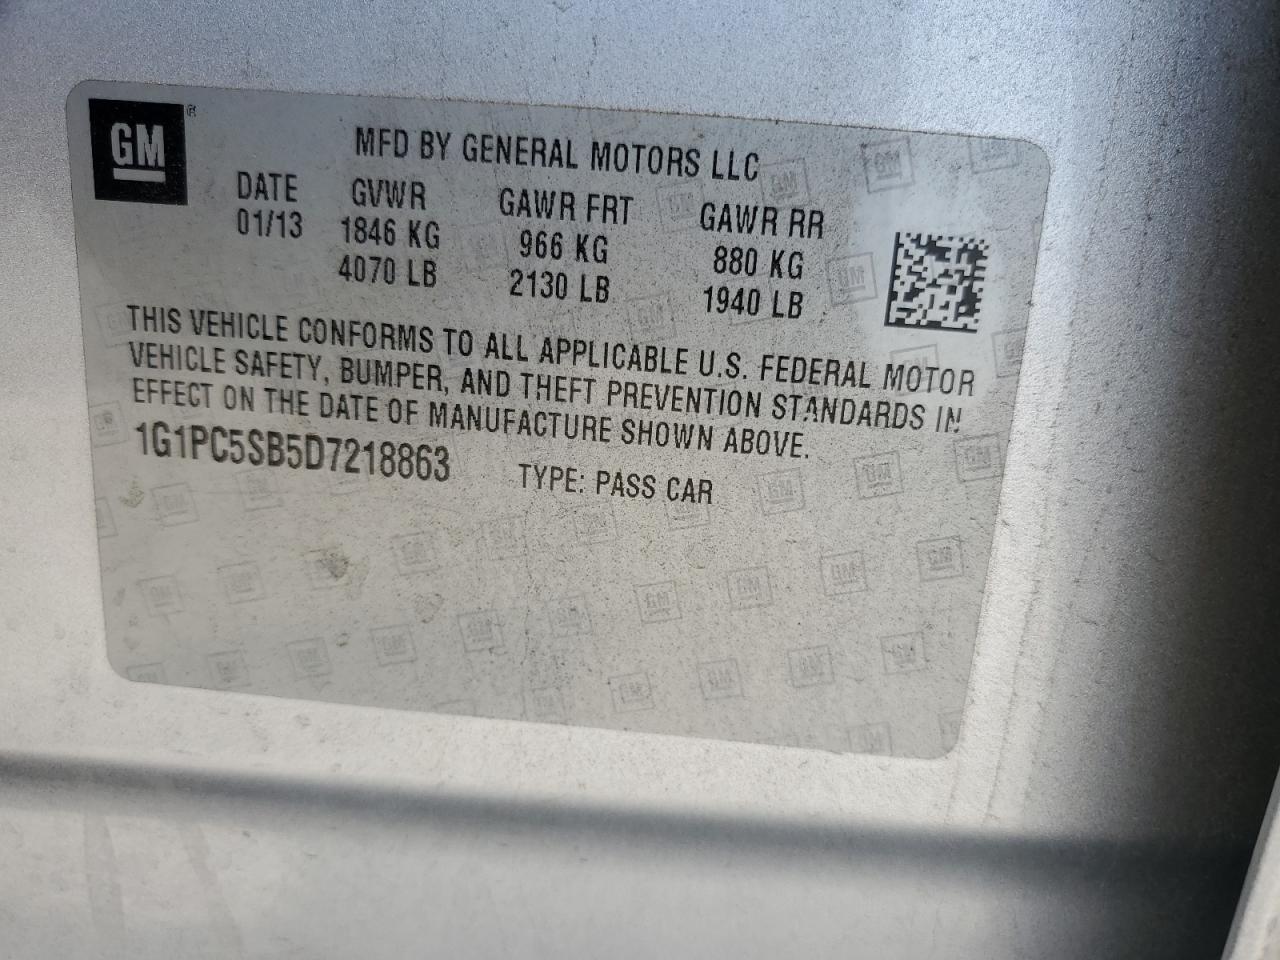 GM ®
MFD BY GENERAL MOTORS LLC
DATE GVWR GAWR FRT GAWR RR
01/13 1846 KG 966 KG 880 KG
4070 LB 2130 LB 1940 LB
THIS VEHICLE CONFORMS TO ALL APPLICABLE U.S. FEDERAL MOTOR
VEHICLE SAFETY, BUMPER, AND THEFT PREVENTION STANDARDS IN
EFFECT ON THE DATE OF MANUFACTURE SHOWN ABOVE.
1G1PC5SB5D7218863 TYPE: PASS CAR